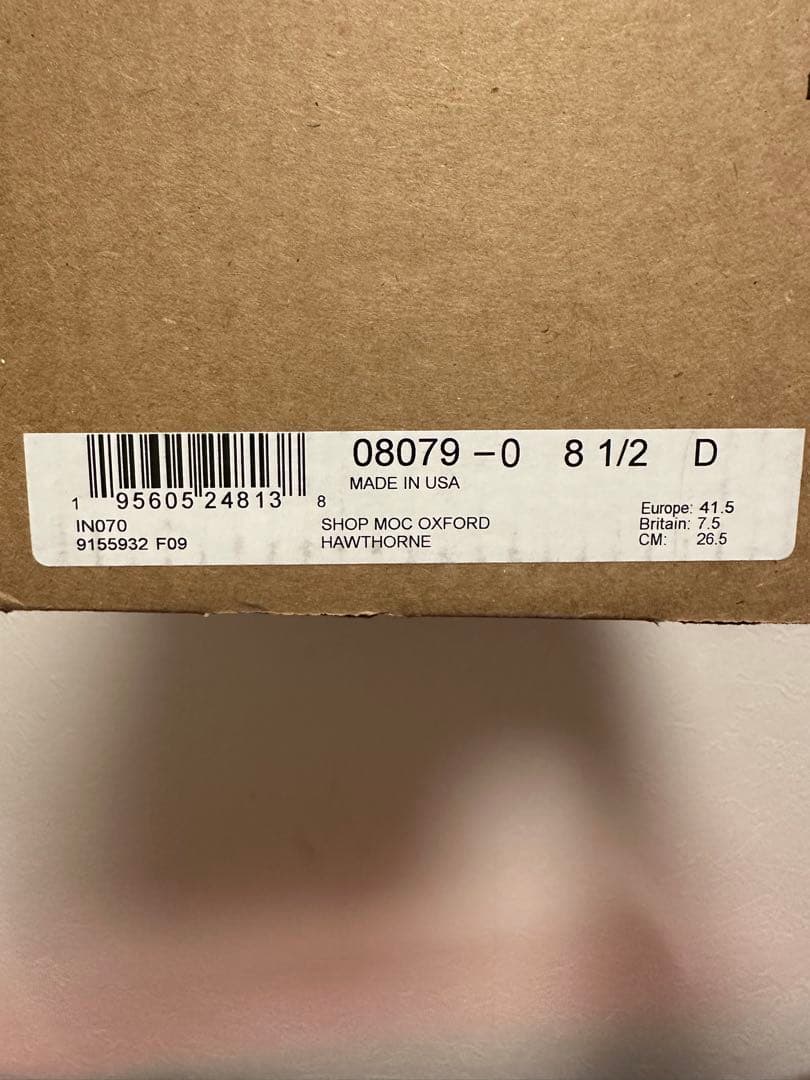 08079 – 0 8 1/2 D
MADE IN USA
1 95605 24813 8
IN070
9155932 F09
SHOP MOC OXFORD
HAWTHORNE
Europe: 41.5
Britain: 7.5
CM: 26.5